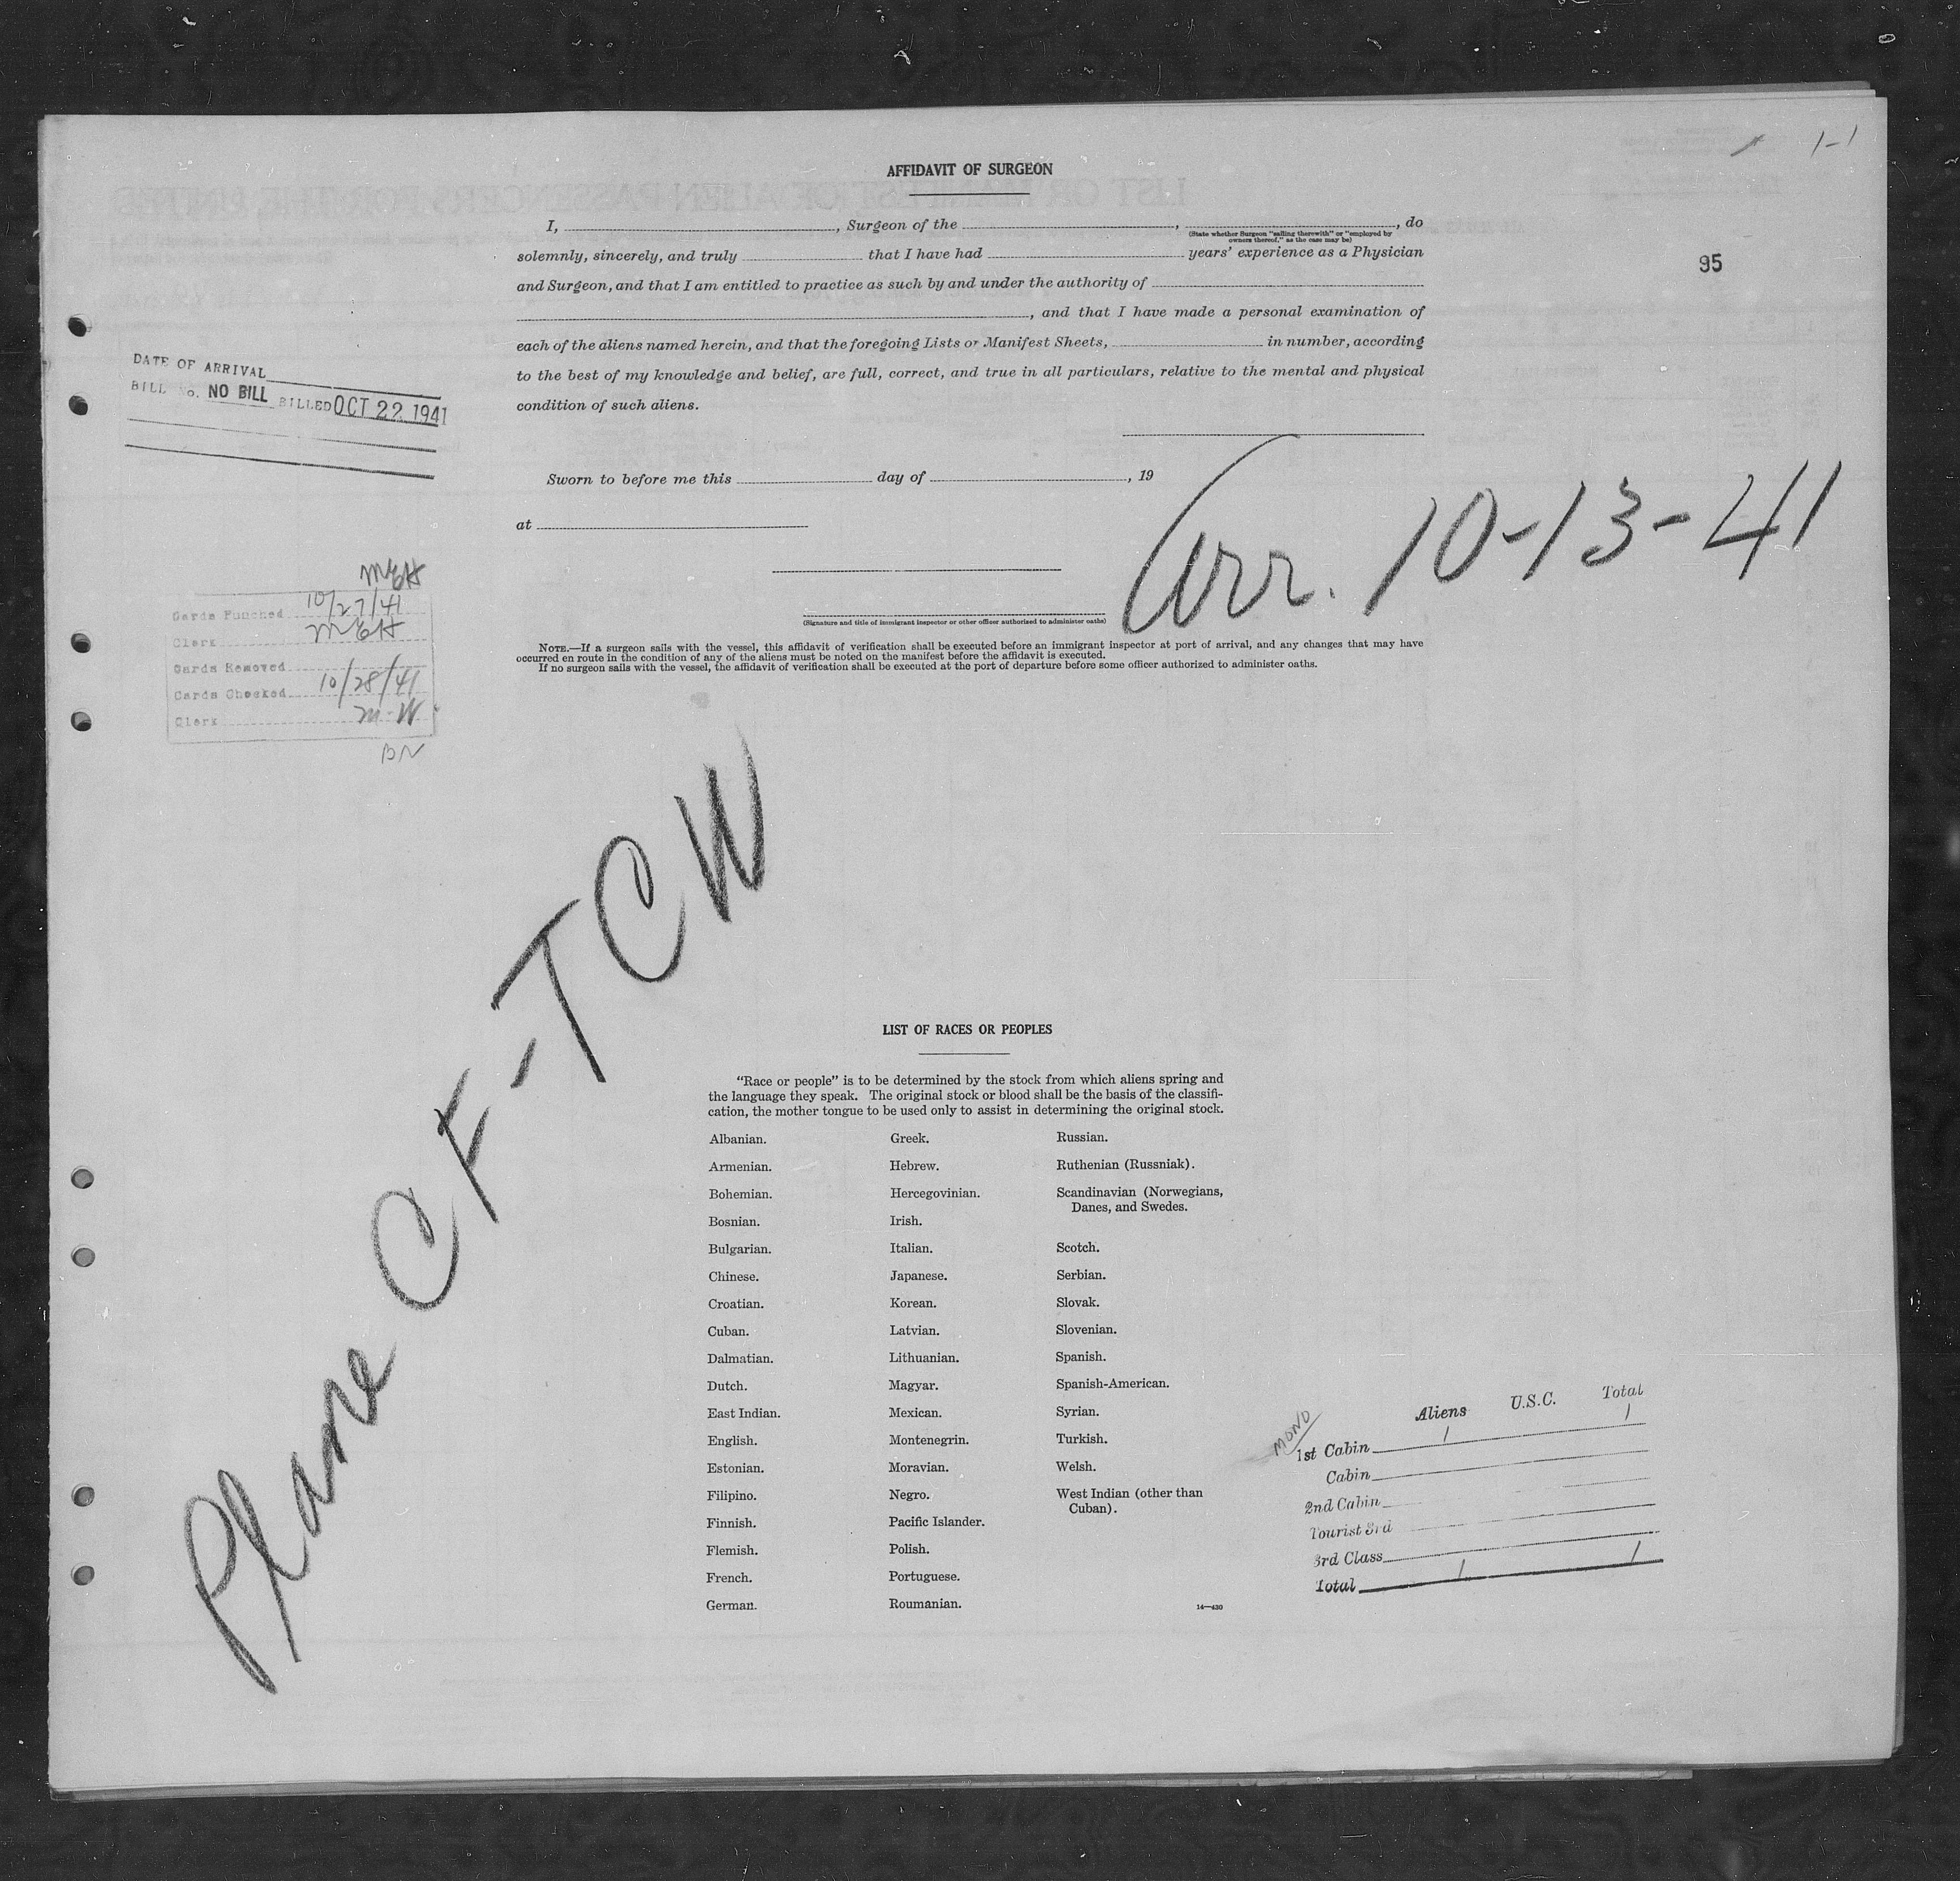 1-1
AFFIDAVIT OF SURGEON
I, , Surgeon of the , , do
(State whether Surgeon "sailing therewith" or "employed by
owners thereof," as the case may be)
solemnly, sincerely, and truly that I have had years' experience as a Physician
95
and Surgeon, and that I am entitled to practice as such by and under the authority of
, and that I have made a personal examination of
each of the aliens named herein, and that the foregoing Lists or Manifest Sheets, in number, according
to the best of my knowledge and belief, are full, correct, and true in all particulars, relative to the mental and physical
condition of such aliens.
DATE OF ARRIVAL
BILL No. NO BILL BILLED OCT 22 1941
Sworn to before me this day of , 19
at
Arr. 10-13-41
(Signature and title of immigrant inspector or other officer authorized to administer oaths)
NOTE.—If a surgeon sails with the vessel, this affidavit of verification shall be executed before an immigrant inspector at port of arrival, and any changes that may have
occurred en route in the condition of any of the aliens must be noted on the manifest before the affidavit is executed.
If no surgeon sails with the vessel, the affidavit of verification shall be executed at the port of departure before some officer authorized to administer oaths.
MEH
Cards Punched 10/27/41
Clerk MEH
Cards Removed
Cards Checked 10/28/41
Clerk M-W
BN
Plane CF-TCW
LIST OF RACES OR PEOPLES
"Race or people" is to be determined by the stock from which aliens spring and
the language they speak. The original stock or blood shall be the basis of the classifi-
cation, the mother tongue to be used only to assist in determining the original stock.
Albanian.
Armenian.
Bohemian.
Bosnian.
Bulgarian.
Chinese.
Croatian.
Cuban.
Dalmatian.
Dutch.
East Indian.
English.
Estonian.
Filipino.
Finnish.
Flemish.
French.
German.
Greek.
Hebrew.
Hercegovinian.
Irish.
Italian.
Japanese.
Korean.
Latvian.
Lithuanian.
Magyar.
Mexican.
Montenegrin.
Moravian.
Negro.
Pacific Islander.
Polish.
Portuguese.
Roumanian.
Russian.
Ruthenian (Russniak).
Scandinavian (Norwegians,
Danes, and Swedes.
Scotch.
Serbian.
Slovak.
Slovenian.
Spanish.
Spanish-American.
Syrian.
Turkish.
Welsh.
West Indian (other than
Cuban).
14—430
MONO
Aliens U.S.C. Total
1st Cabin 1 1
Cabin
2nd Cabin
Tourist 3rd
3rd Class
Total 1 1